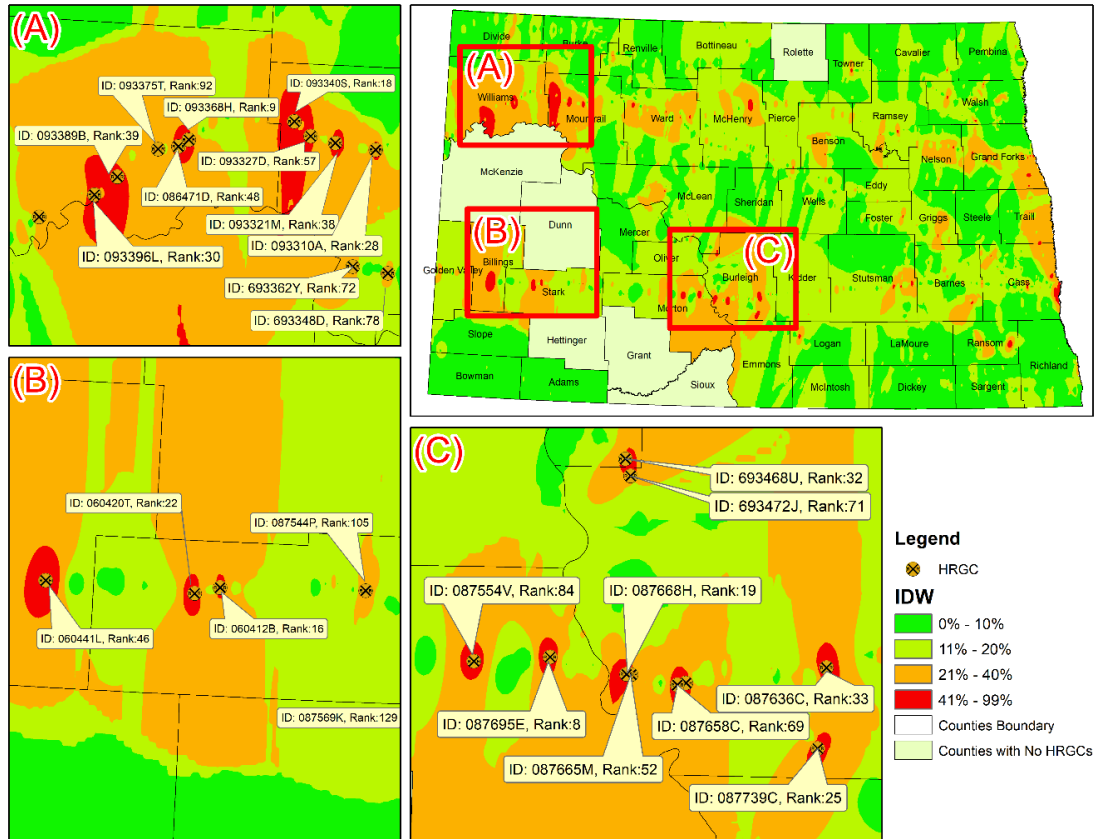 (A)
ID: 093375T, Rank:92
ID: 093340S, Rank:18
ID: 093368H, Rank:9
ID: 093389B, Rank:39
ID: 093327D, Rank:57
ID: 086471D, Rank:48
ID: 093321M, Rank:38
ID: 093310A, Rank:28
ID: 093396L, Rank:30
ID: 693362Y, Rank:72
ID: 693348D, Rank:78
Divide
Burke
Renville
Bottineau
Rolette
Towner
Cavalier
Pembina
(A)
Williams
Mountrail
Ward
McHenry
Pierce
Ramsey
Walsh
Benson
Nelson
Grand Forks
McKenzie
McLean
Sheridan
Wells
Eddy
Foster
Griggs
Steele
Trail
(B)
Dunn
Mercer
Oliver
(C)
Golden Valley
Billings
Stark
Burleigh
Kidder
Stutsman
Barnes
Cass
Morton
Slope
Hettinger
Grant
Emmons
Logan
LaMoure
Ransom
Richland
Bowman
Adams
Sioux
McIntosh
Dickey
Sargent
(B)
ID: 060420T, Rank:22
ID: 087544P, Rank:105
ID: 060441L, Rank:46
ID: 060412B, Rank:16
087569K, Rank:129
(C)
ID: 693468U, Rank:32
ID: 693472J, Rank:71
ID: 087554V, Rank:84
ID: 087668H, Rank:19
ID: 087636C, Rank:33
ID: 087695E, Rank:8
ID: 087658C, Rank:69
ID: 087665M, Rank:52
ID: 087739C, Rank:25
Legend
HRGC
IDW
0% - 10%
11% - 20%
21% - 40%
41% - 99%
Counties Boundary
Counties with No HRGCs